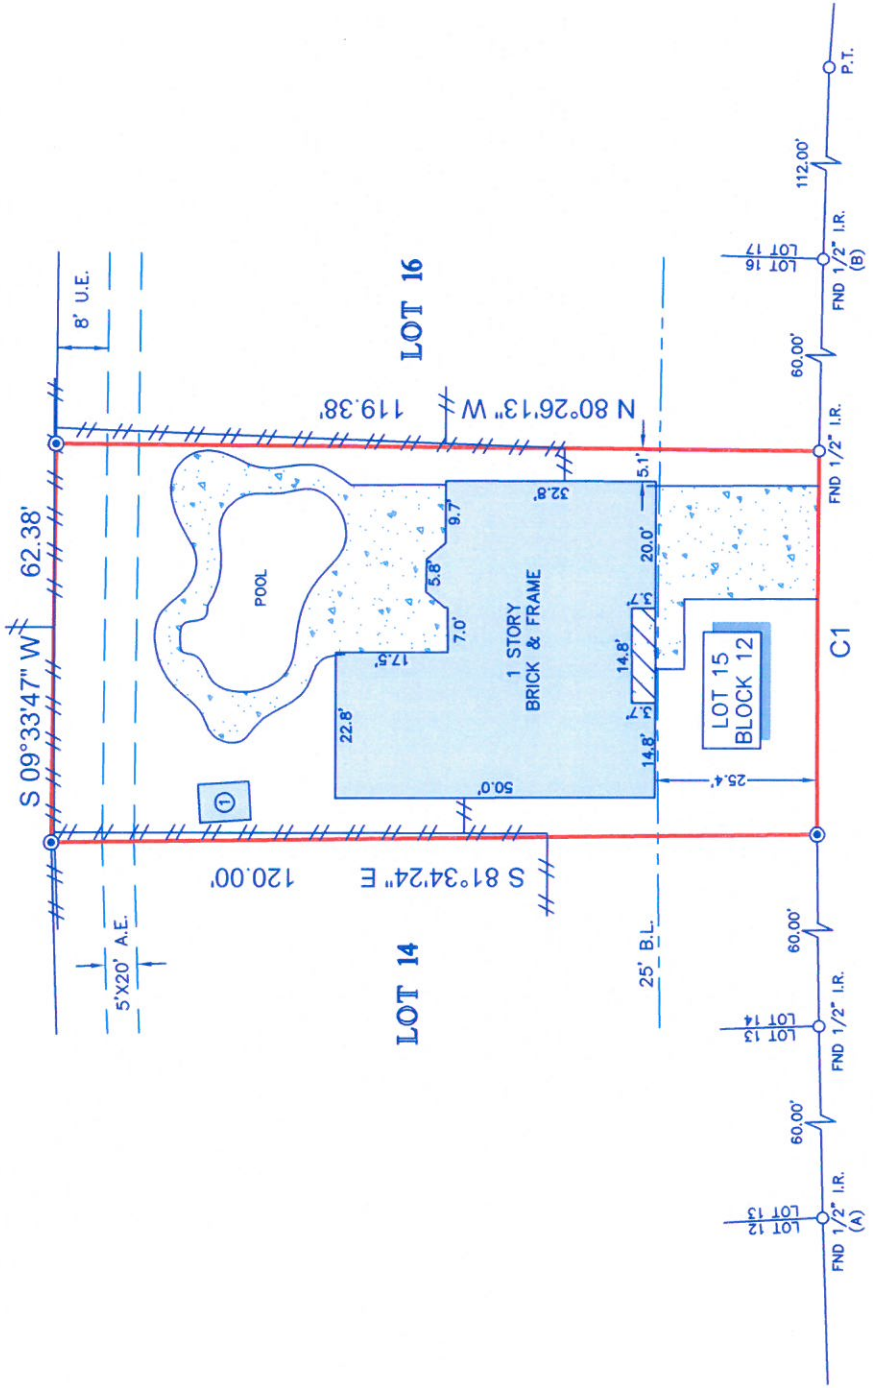 S 09°33'47" W 62.38'
8' U.E.
5'X20' A.E.
LOT 16
LOT 14
N 80°26'13" W 119.38'
S 81°34'24" E 120.00'
POOL
1
22.8'
17.5'
7.0'
5.8'
9.7'
32.8'
50.0'
1 STORY
BRICK & FRAME
14.8'
3.7'
14.8'
3.7'
20.0'
5.1'
25' B.L.
25.4'
LOT 15
BLOCK 12
C1
LOT 12
LOT 13
FND 1/2" I.R.
(A)
60.00'
LOT 13
LOT 14
FND 1/2" I.R.
60.00'
FND 1/2" I.R.
60.00'
LOT 16
LOT 17
FND 1/2" I.R.
(B)
112.00'
P.T.